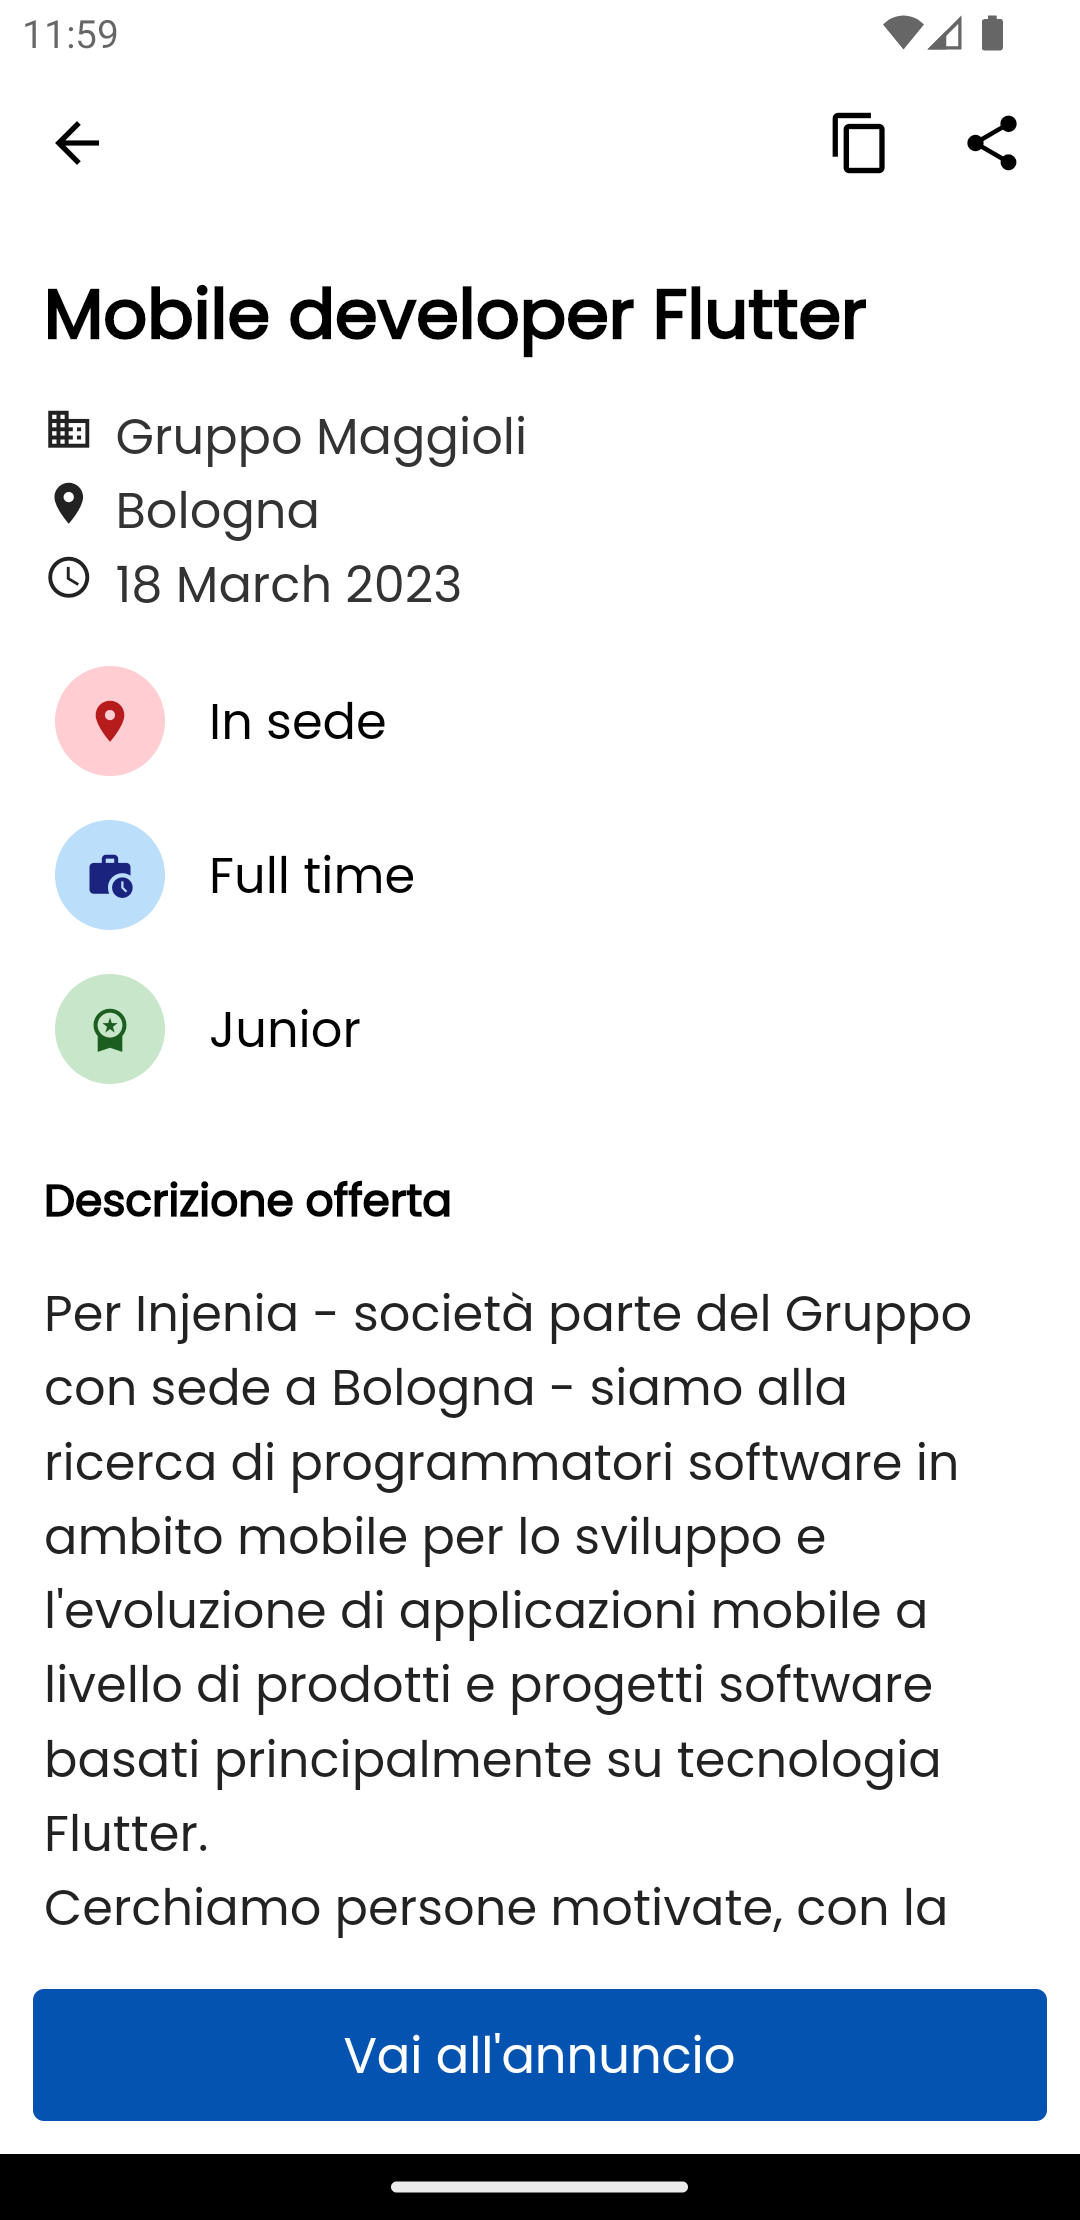 11:59
Mobile developer Flutter
Gruppo Maggioli
Bologna
18 March 2023
In sede
Full time
Junior
Descrizione offerta
Per Injenia - società parte del Gruppo
con sede a Bologna - siamo alla
ricerca di programmatori software in
ambito mobile per lo sviluppo e
l'evoluzione di applicazioni mobile a
livello di prodotti e progetti software
basati principalmente su tecnologia
Flutter.
Cerchiamo persone motivate, con la
Vai all'annuncio